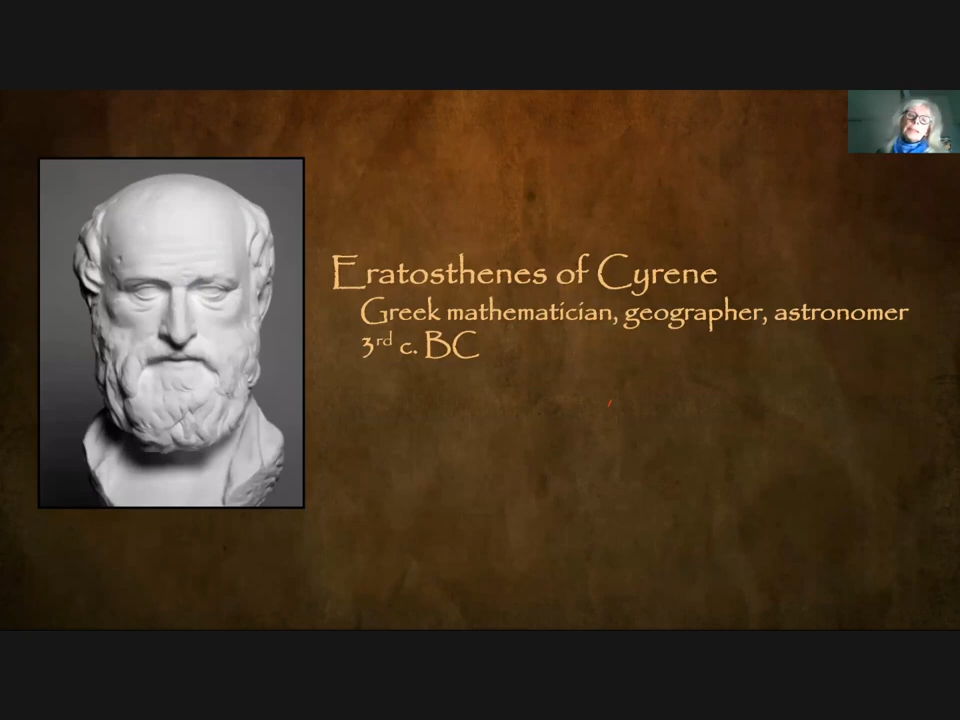 Eratosthenes of Cyrene
Greek mathematician, geographer, astronomer
3rd c. BC